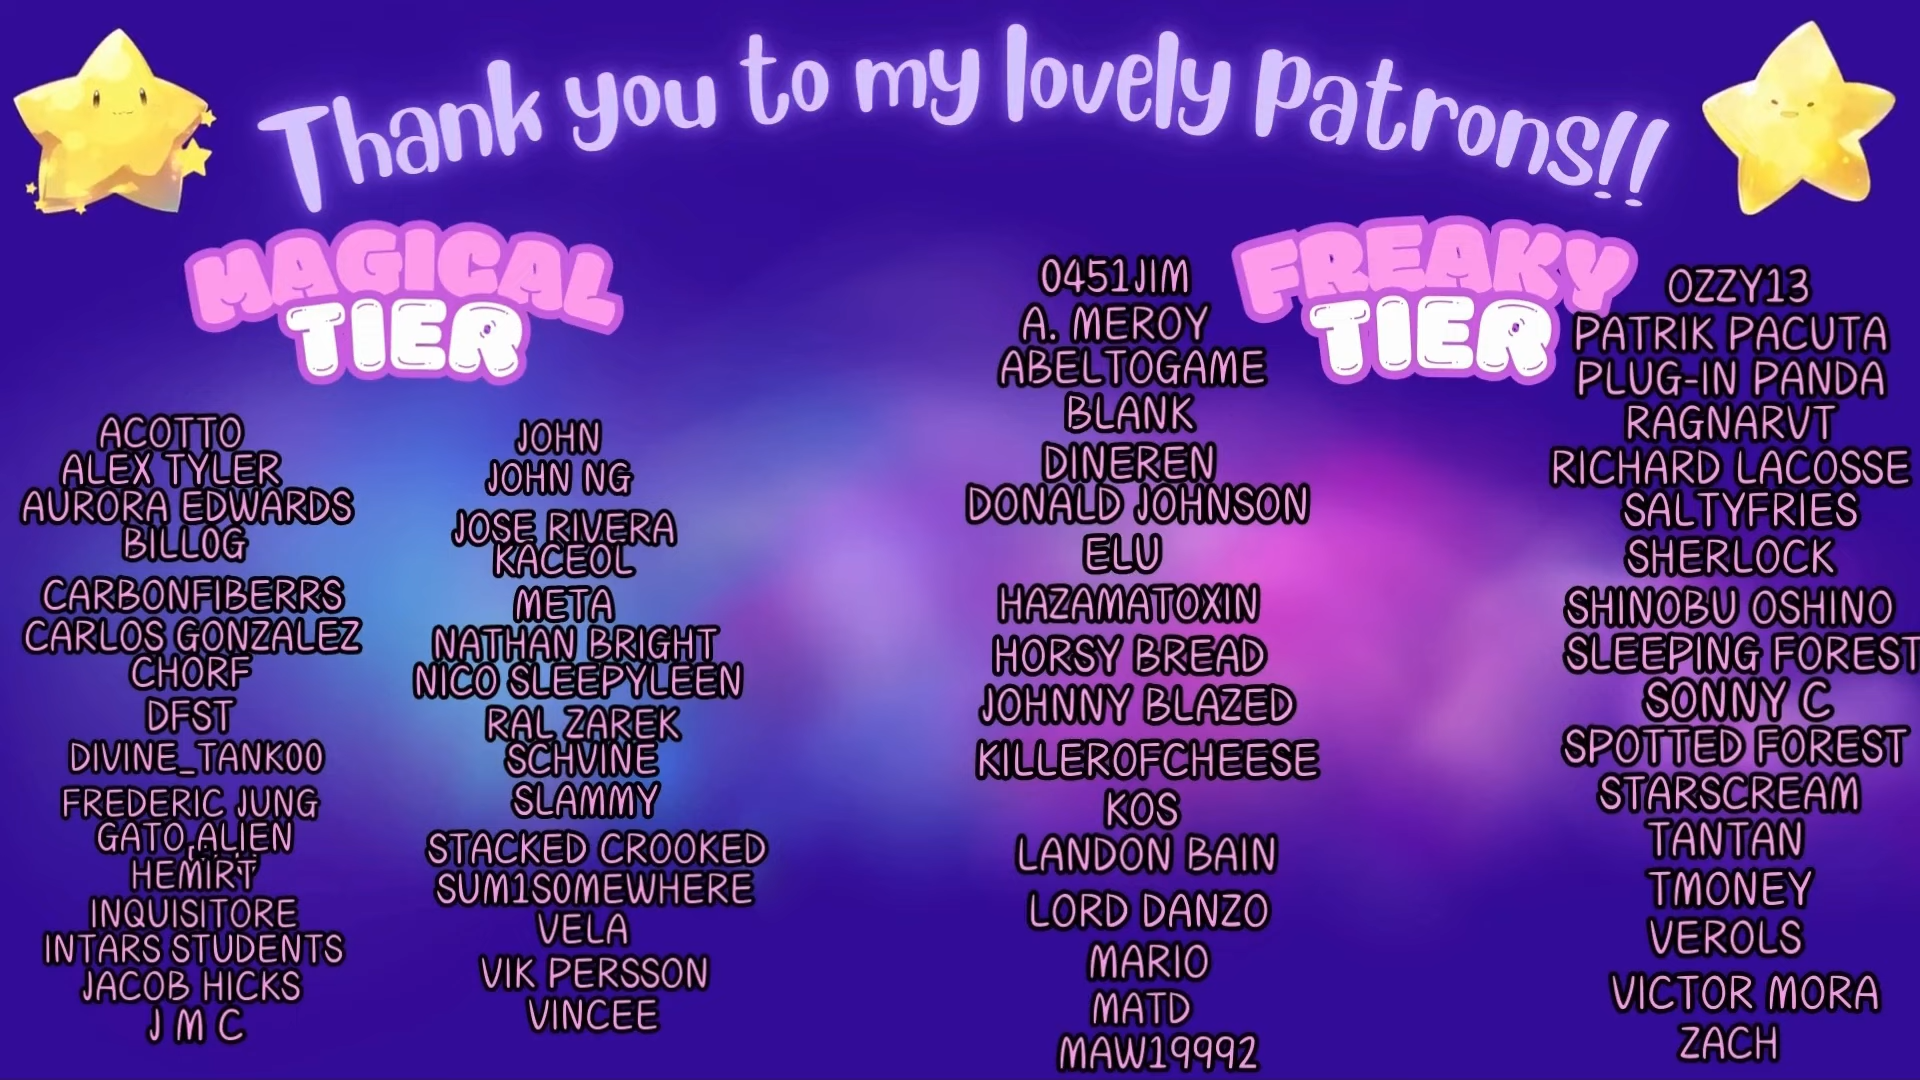 Thank you to my lovely Patrons!!
MAGICAL
TIER
ACOTTO
ALEX TYLER
AURORA EDWARDS
BILLOG
CARBONFIBERRS
CARLOS GONZALEZ
CHORF
DFST
DIVINE_TANK00
FREDERIC JUNG
GATO ALIEN
HEMIRT
INQUISITORE
INTARS STUDENTS
JACOB HICKS
J M C
JOHN
JOHN NG
JOSE RIVERA
KACEOL
META
NATHAN BRIGHT
NICO SLEEPYLEEN
RAL ZAREK
SCHVINE
SLAMMY
STACKED CROOKED
SUM1SOMEWHERE
VELA
VIK PERSSON
VINCEE
FREAKY
TIER
0451JIM
A. MEROY
ABELTOGAME
BLANK
DINEREN
DONALD JOHNSON
ELU
HAZAMATOXIN
HORSY BREAD
JOHNNY BLAZED
KILLEROFCHEESE
KOS
LANDON BAIN
LORD DANZO
MARIO
MATD
MAW19992
OZZY13
PATRIK PACUTA
PLUG-IN PANDA
RAGNARVT
RICHARD LACOSSE
SALTYFRIES
SHERLOCK
SHINOBU OSHINO
SLEEPING FOREST
SONNY C
SPOTTED FOREST
STARSCREAM
TANTAN
TMONEY
VEROLS
VICTOR MORA
ZACH